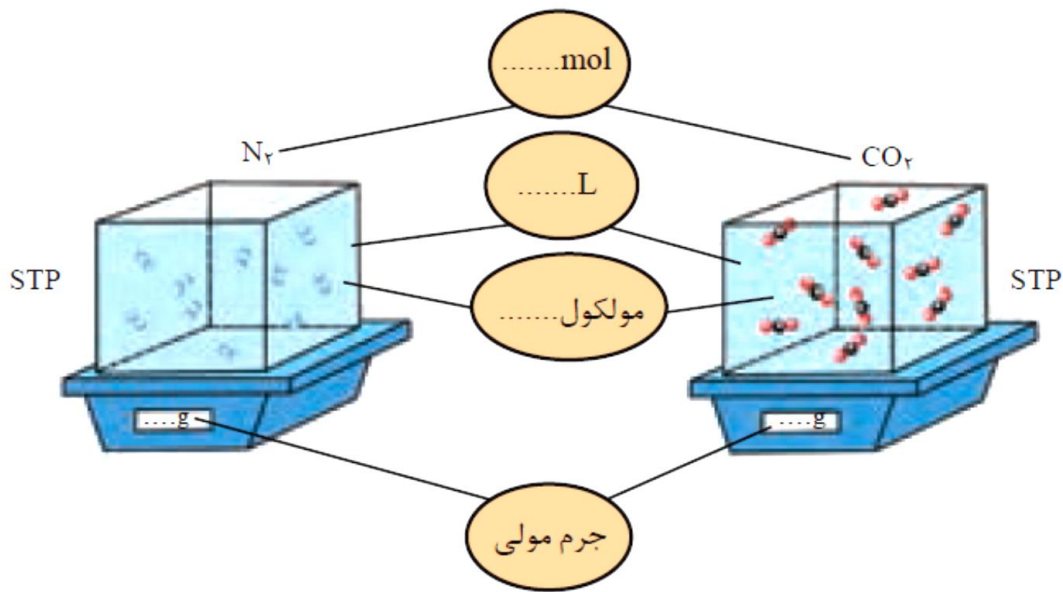 .......mol
N۲
CO۲
.......L
STP
STP
مولکول.......
....g
....g
جرم مولی